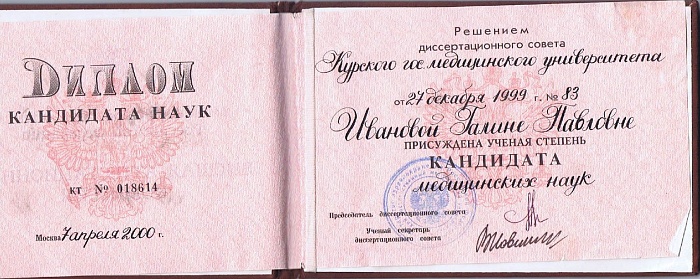 ДИПЛОМ
КАНДИДАТА НАУК
КТ № 018614
Москва 7 апреля 2000 г.
Решением
диссертационного совета
Курского гос. медицинского университета
от 27 декабря 1999 г. № 83
Ивановой Галине Павловне
ПРИСУЖДЕНА УЧЕНАЯ СТЕПЕНЬ
КАНДИДАТА
медицинских наук
Председатель диссертационного совета
Ученый секретарь
диссертационного совета